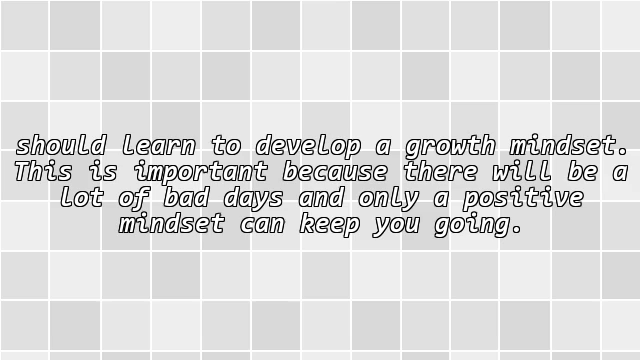 should learn to develop a growth mindset.
This is important because there will be a
lot of bad days and only a positive
mindset can keep you going.